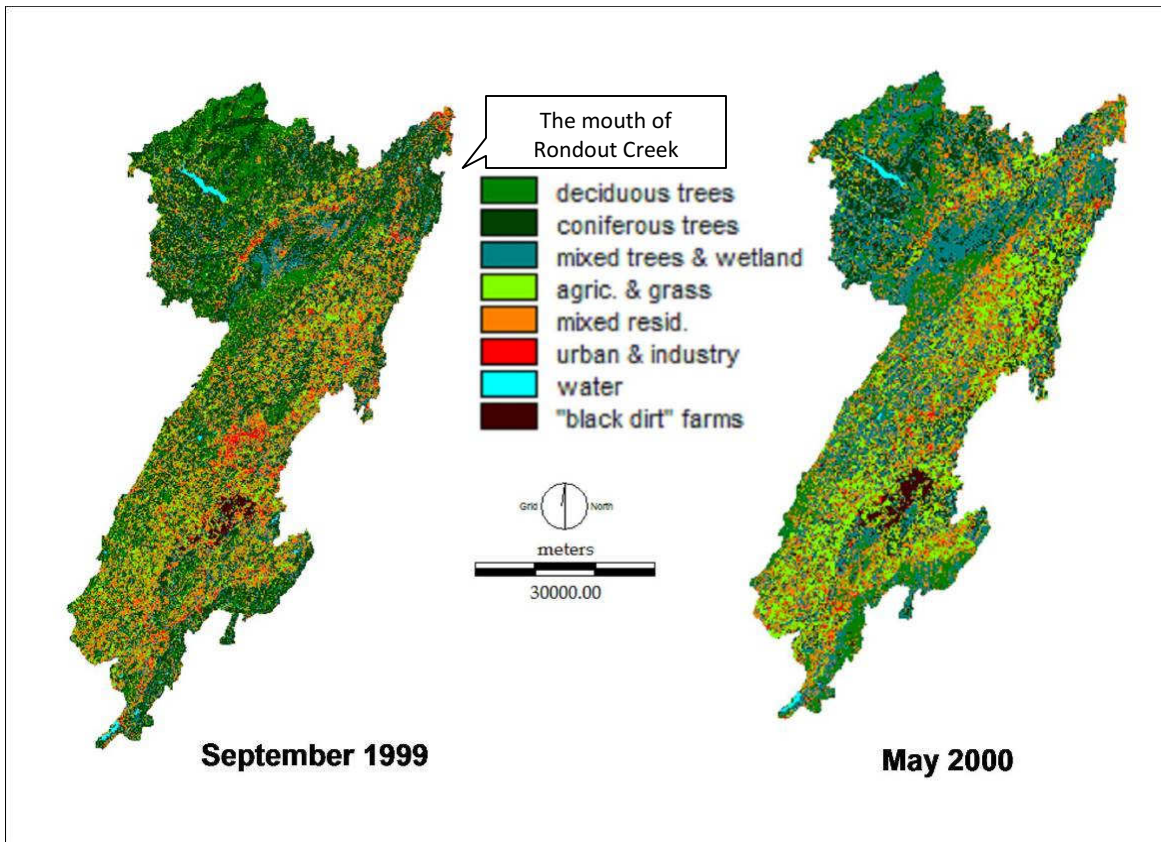 The mouth of
Rondout Creek
deciduous trees
coniferous trees
mixed trees & wetland
agric. & grass
mixed resid.
urban & industry
water
"black dirt" farms
Grid North
meters
30000.00
September 1999
May 2000